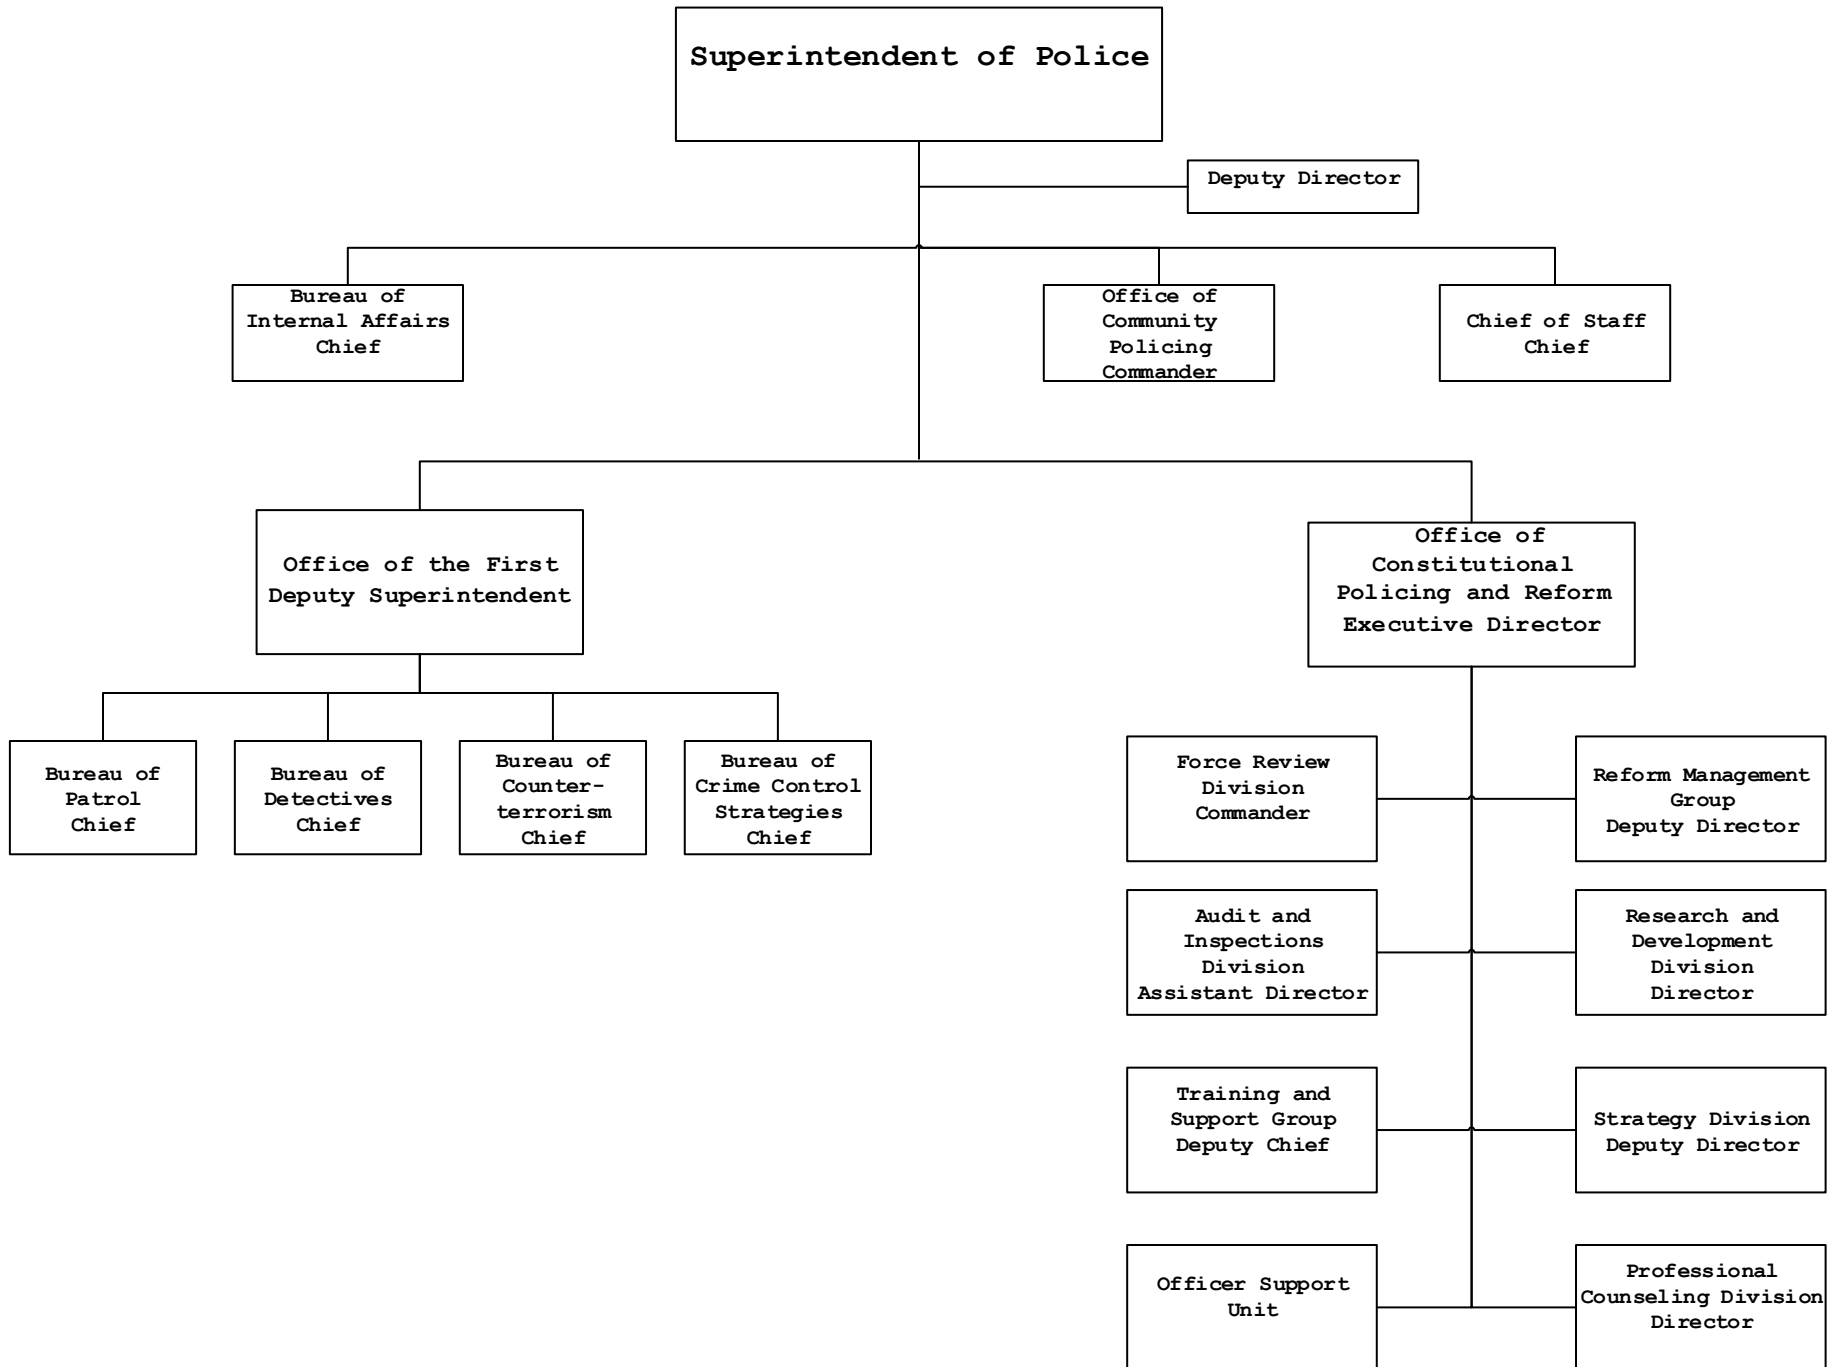 Superintendent of Police
Deputy Director
Bureau of
Internal Affairs
Chief
Office of
Community
Policing
Commander
Chief of Staff
Chief
Office of the First
Deputy Superintendent
Office of
Constitutional
Policing and Reform
Executive Director
Bureau of
Patrol
Chief
Bureau of
Detectives
Chief
Bureau of
Counter-
terrorism
Chief
Bureau of
Crime Control
Strategies
Chief
Force Review
Division
Commander
Reform Management
Group
Deputy Director
Audit and
Inspections
Division
Assistant Director
Research and
Development
Division
Director
Training and
Support Group
Deputy Chief
Strategy Division
Deputy Director
Officer Support
Unit
Professional
Counseling Division
Director